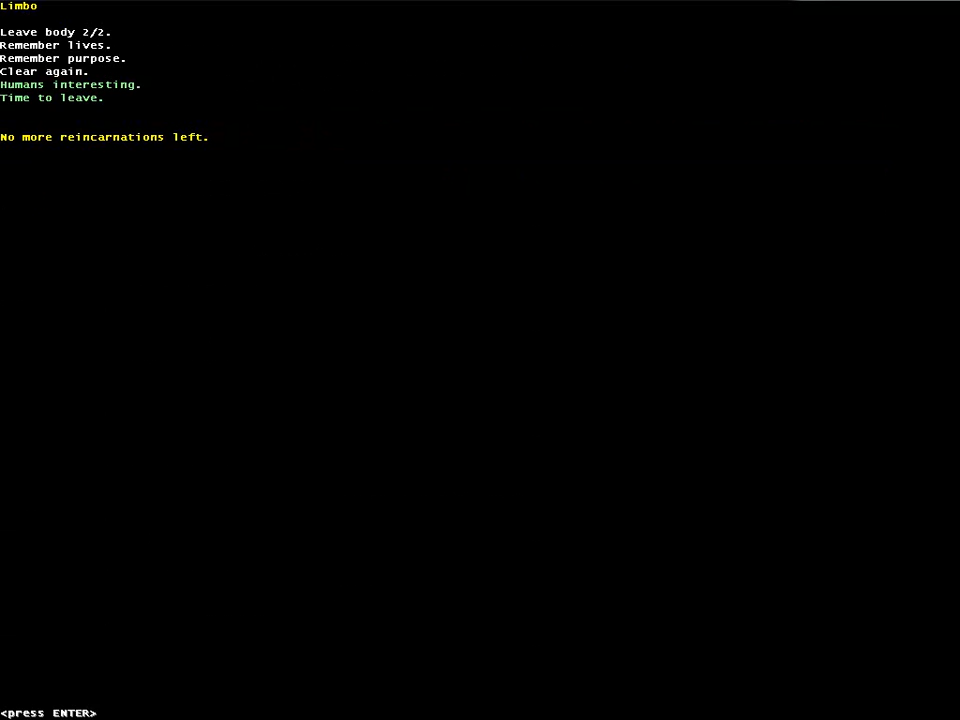 Limbo
Leave body 2/2.
Remember lives.
Remember purpose.
Clear again.
Humans interesting.
Time to leave.
No more reincarnations left.
<press ENTER>